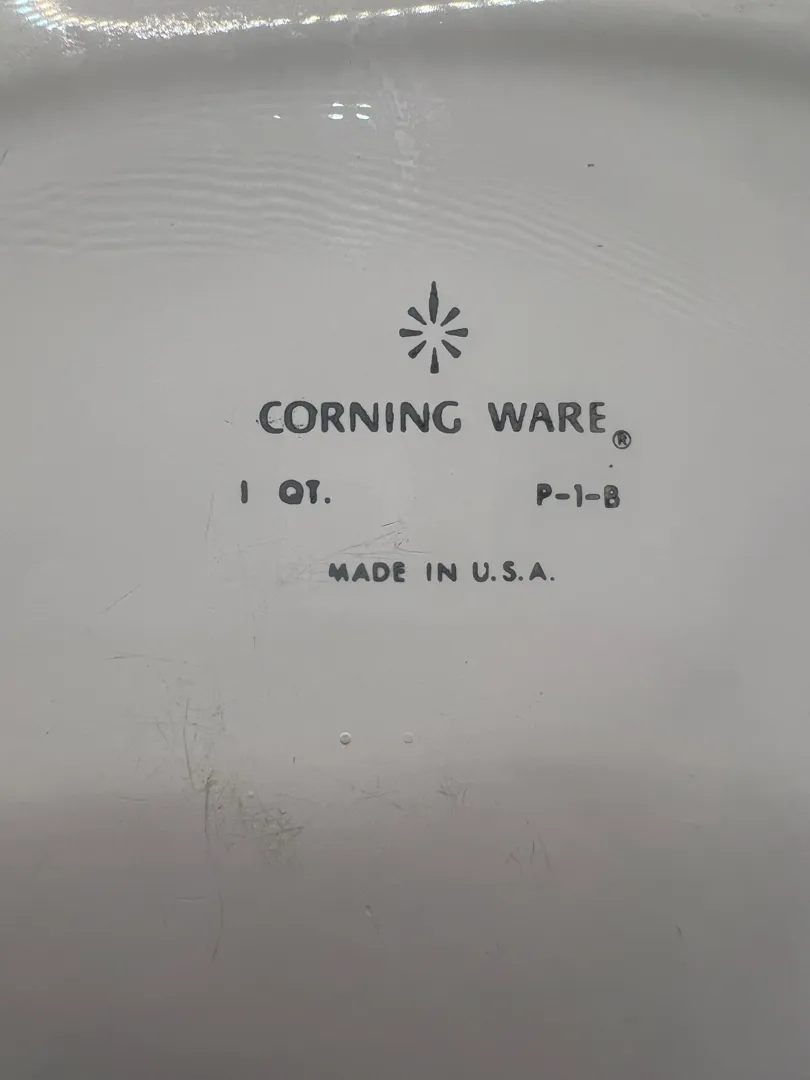 CORNING WARE®
1 QT. P-1-B
MADE IN U.S.A.